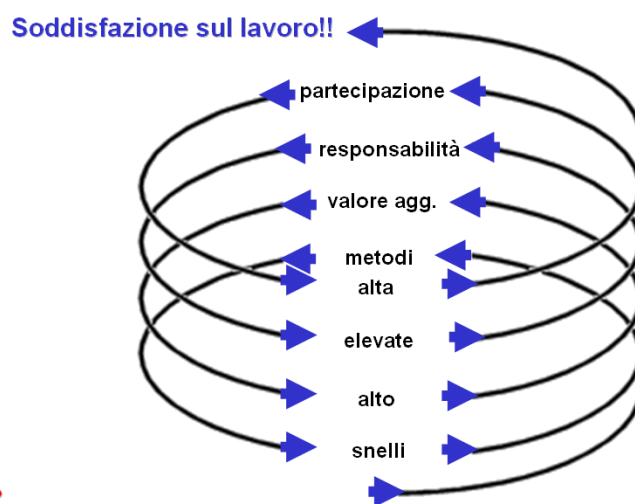 Soddisfazione sul lavoro!!
partecipazione
responsabilità
valore agg.
metodi
alta
elevate
alto
snelli